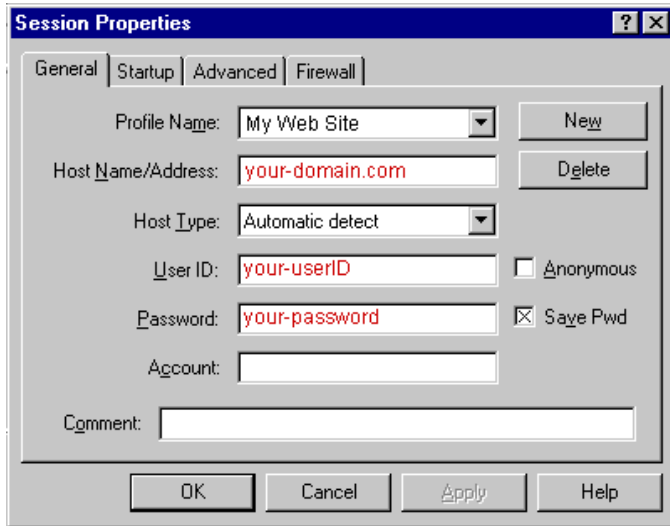 Session Properties
General Startup Advanced Firewall
Profile Name: My Web Site New
Host Name/Address: your-domain.com Delete
Host Type: Automatic detect
User ID: your-userID Anonymous
Password: your-password Save Pwd
Account:
Comment:
OK Cancel Apply Help